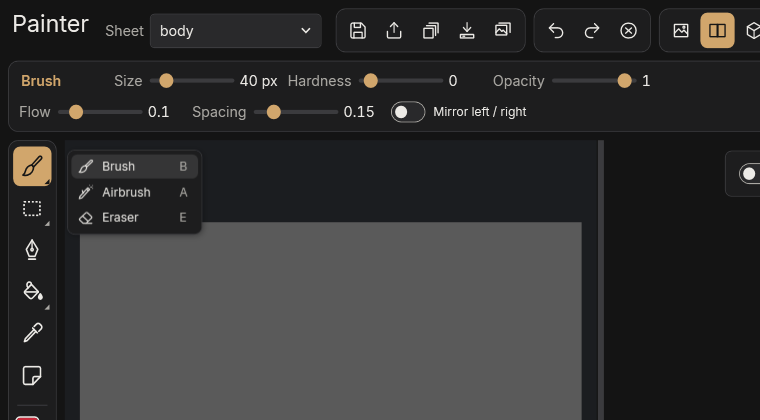 Painter
Sheet body
Brush Size 40 px Hardness 0 Opacity 1
Flow 0.1 Spacing 0.15 Mirror left / right
Brush B
Airbrush A
Eraser E